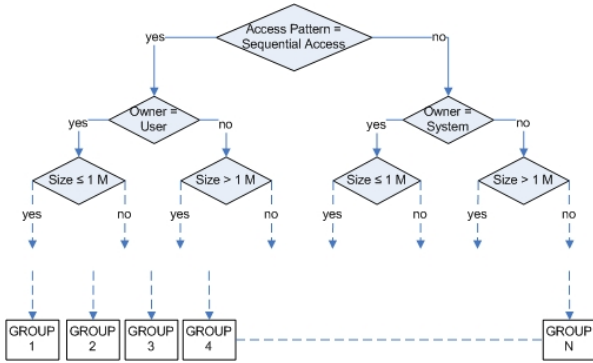 Access Pattern =
Sequential Access
yes
no
Owner =
User
Owner =
System
yes
no
yes
no
Size ≤ 1 M
Size > 1 M
Size ≤ 1 M
Size > 1 M
yes
no
yes
no
yes
no
yes
no
GROUP
1
GROUP
2
GROUP
3
GROUP
4
GROUP
N